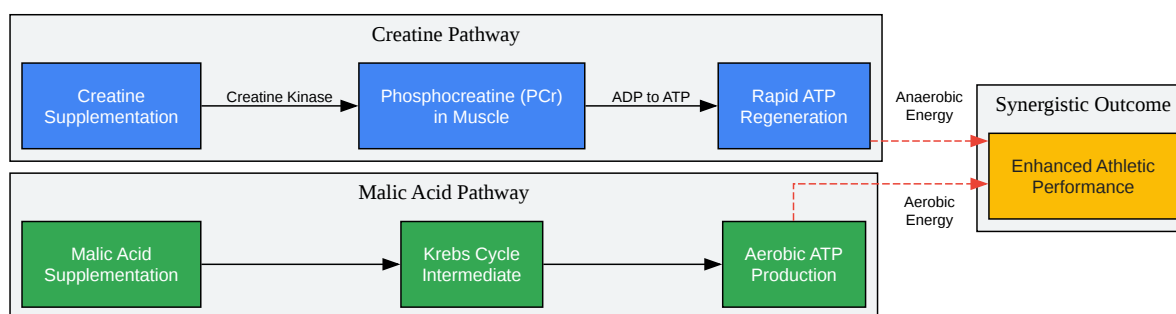 Creatine Pathway
Creatine
Supplementation
Creatine Kinase
Phosphocreatine (PCr)
in Muscle
ADP to ATP
Rapid ATP
Regeneration
Anaerobic
Energy
Synergistic Outcome
Enhanced Athletic
Performance
Malic Acid Pathway
Malic Acid
Supplementation
Krebs Cycle
Intermediate
Aerobic ATP
Production
Aerobic
Energy